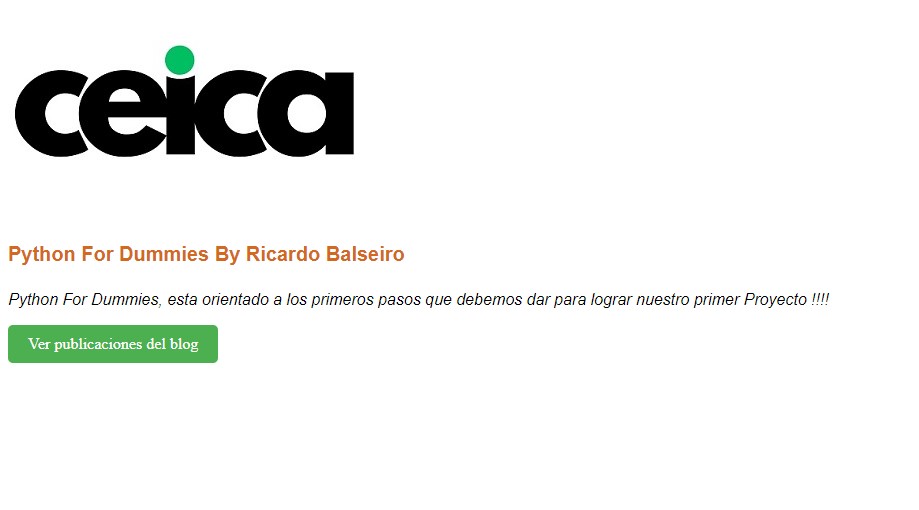 ceica
Python For Dummies By Ricardo Balseiro
Python For Dummies, esta orientado a los primeros pasos que debemos dar para lograr nuestro primer Proyecto !!!!
Ver publicaciones del blog